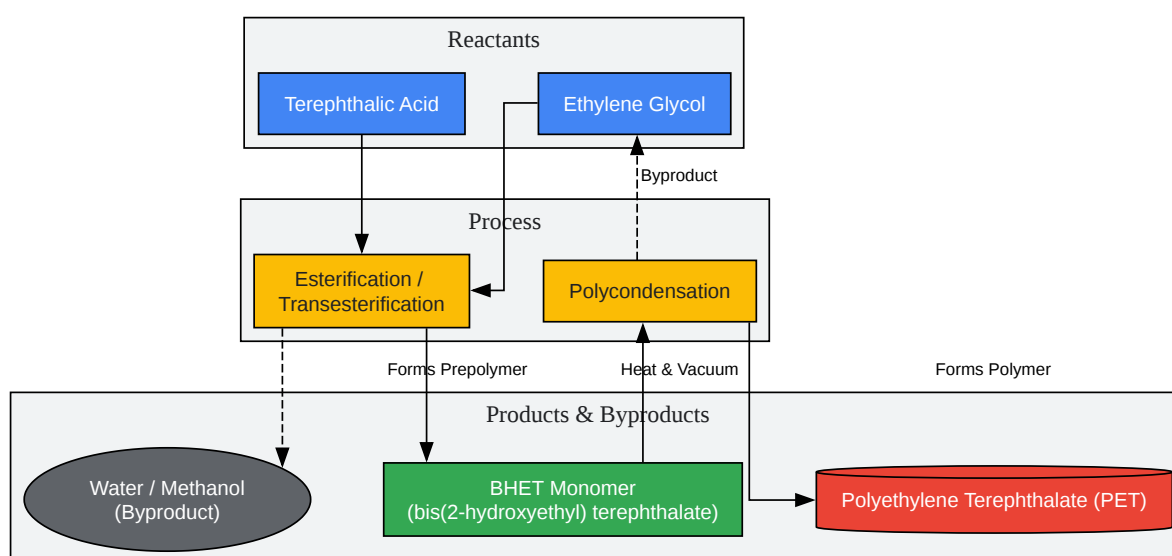 Reactants
Terephthalic Acid
Ethylene Glycol
Byproduct
Process
Esterification /
Transesterification
Polycondensation
Forms Prepolymer
Heat & Vacuum
Forms Polymer
Products & Byproducts
Water / Methanol
(Byproduct)
BHET Monomer
(bis(2-hydroxyethyl) terephthalate)
Polyethylene Terephthalate (PET)